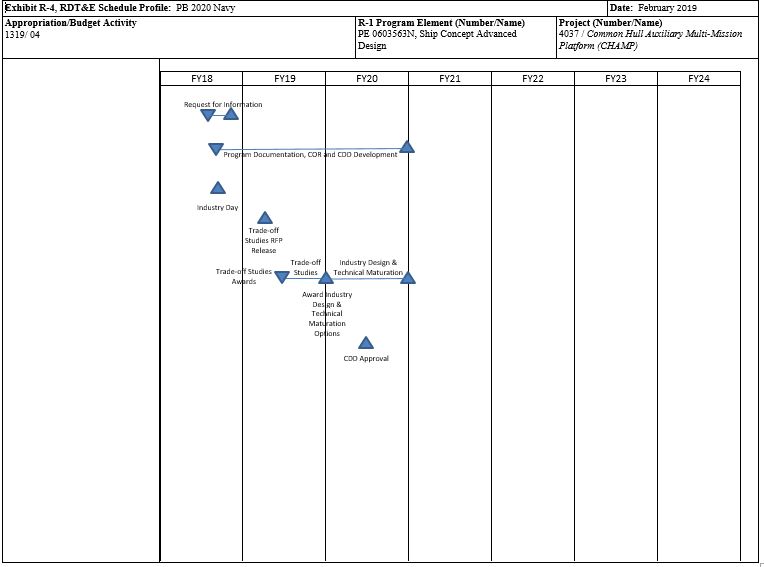 Exhibit R-4, RDT&E Schedule Profile: PB 2020 Navy
Date: February 2019
Appropriation/Budget Activity
1319/ 04
R-1 Program Element (Number/Name)
PE 0603563N, Ship Concept Advanced
Design
Project (Number/Name)
4037 / Common Hull Auxiliary Multi-Mission
Platform (CHAMP)
FY18 FY19 FY20 FY21 FY22 FY23 FY24
Request for Information
Program Documentation, COR and CDD Development
Industry Day
Trade-off
Studies RFP
Release
Trade-off Studies
Awards
Trade-off
Studies
Industry Design &
Technical Maturation
Award Industry
Design &
Technical
Maturation
Options
CDD Approval